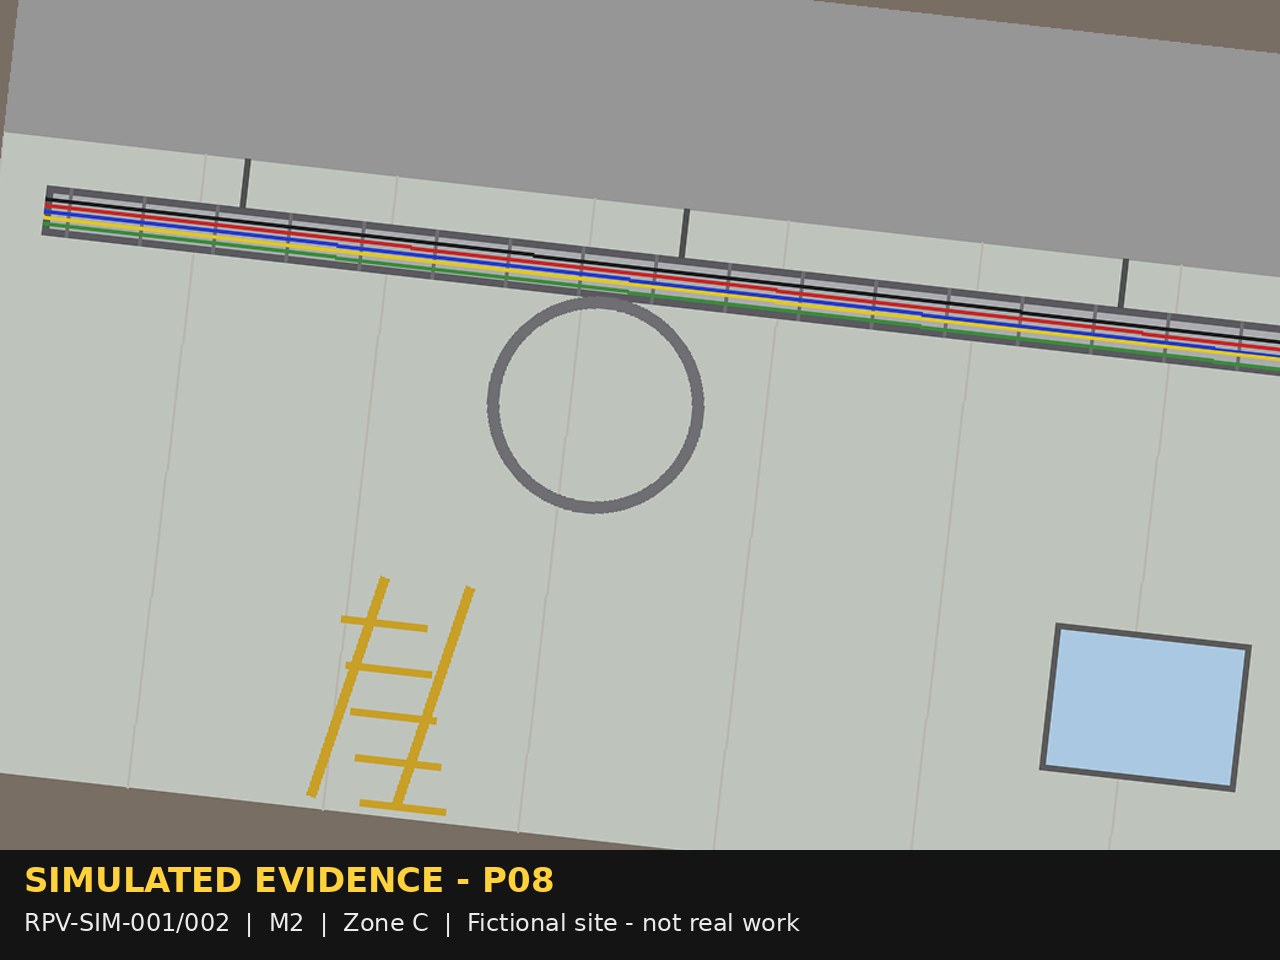 SIMULATED EVIDENCE - P08
RPV-SIM-001/002 | M2 | Zone C | Fictional site - not real work